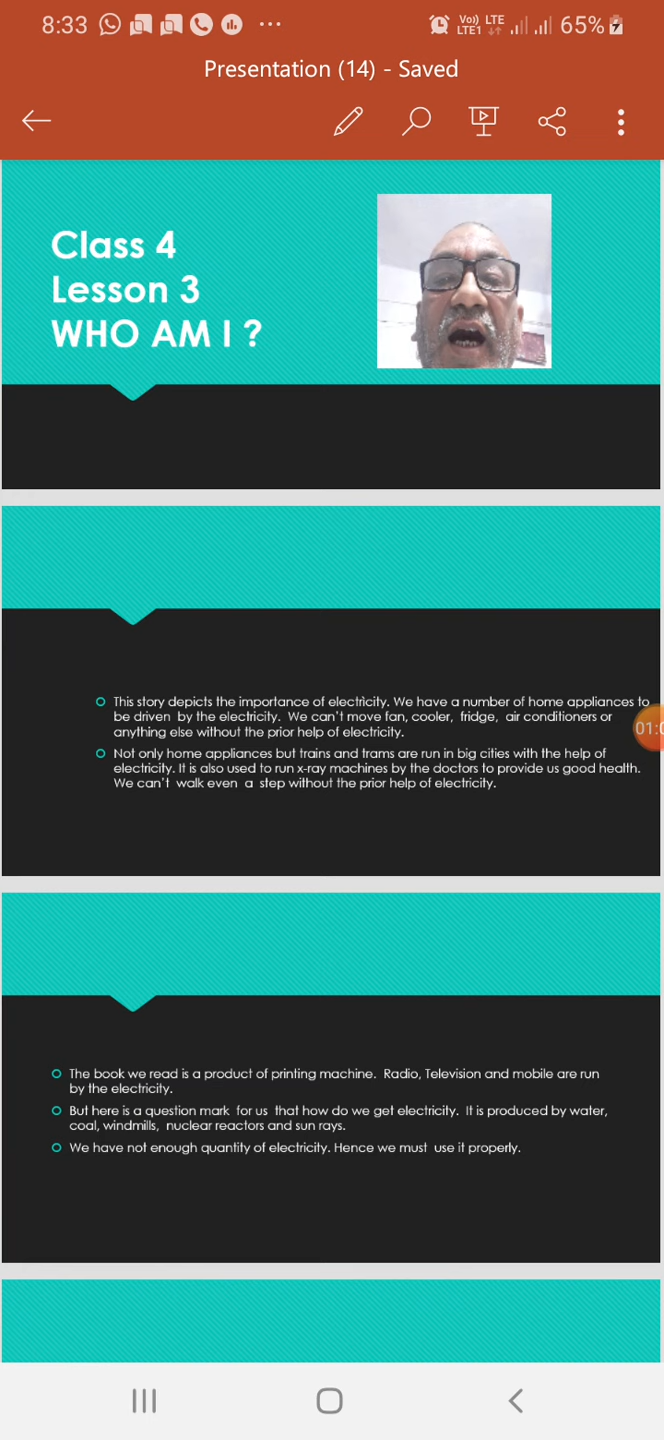 8:33
Vo) LTE
LTE1
65%
Presentation (14) - Saved
Class 4
Lesson 3
WHO AM I ?
This story depicts the importance of electricity. We have a number of home appliances to
be driven by the electricity. We can't move fan, cooler, fridge, air conditioners or
anything else without the prior help of electricity.
Not only home appliances but trains and trams are run in big cities with the help of
electricity. It is also used to run x-ray machines by the doctors to provide us good health.
We can't walk even a step without the prior help of electricity.
The book we read is a product of printing machine. Radio, Television and mobile are run
by the electricity.
But here is a question mark for us that how do we get electricity. It is produced by water,
coal, windmills, nuclear reactors and sun rays.
We have not enough quantity of electricity. Hence we must use it properly.